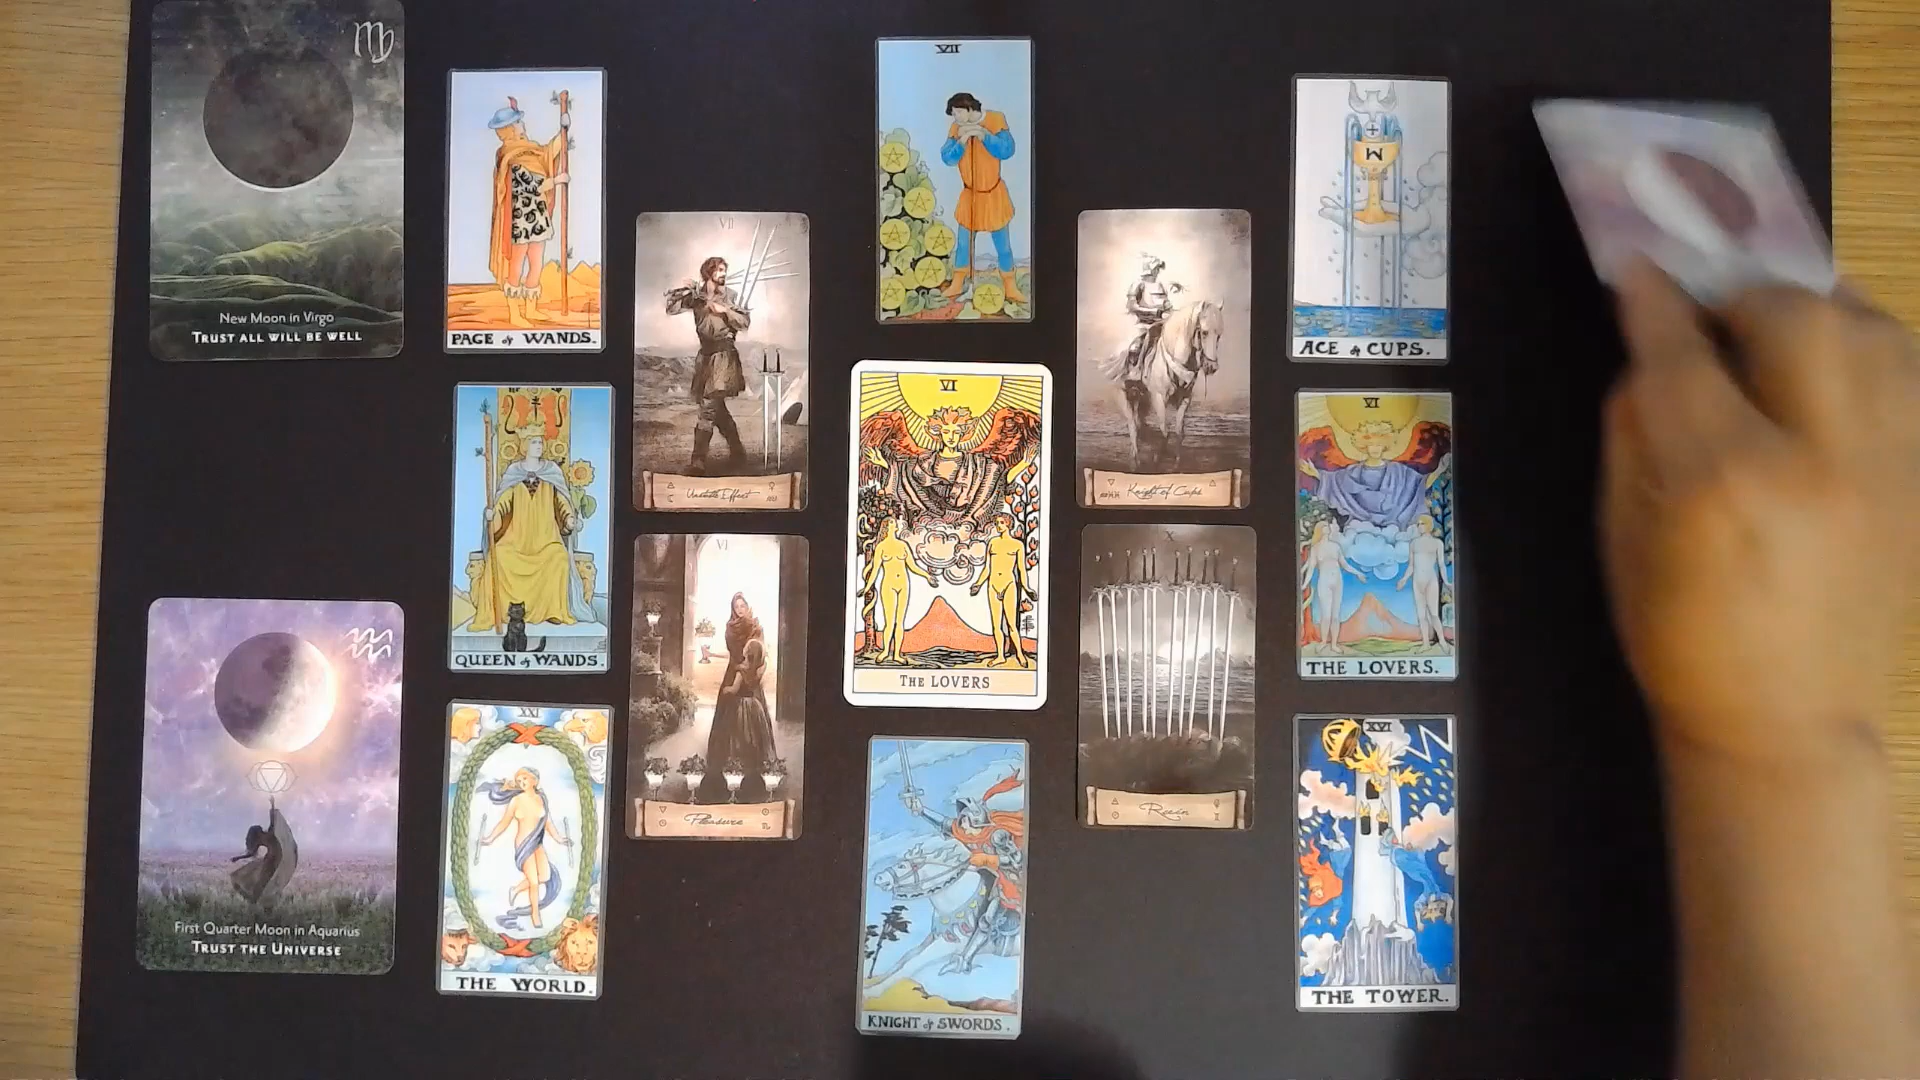 New Moon in Virgo
TRUST ALL WILL BE WELL
PAGE of WANDS.
VII
VII
Unstable Effort
VI
THE LOVERS
Knight of Cups
ACE of CUPS.
QUEEN of WANDS.
VI
Pleasure
X
Ruin
VI
THE LOVERS.
First Quarter Moon in Aquarius
TRUST THE UNIVERSE
XXI
THE WORLD.
KNIGHT of SWORDS.
XVI
THE TOWER.